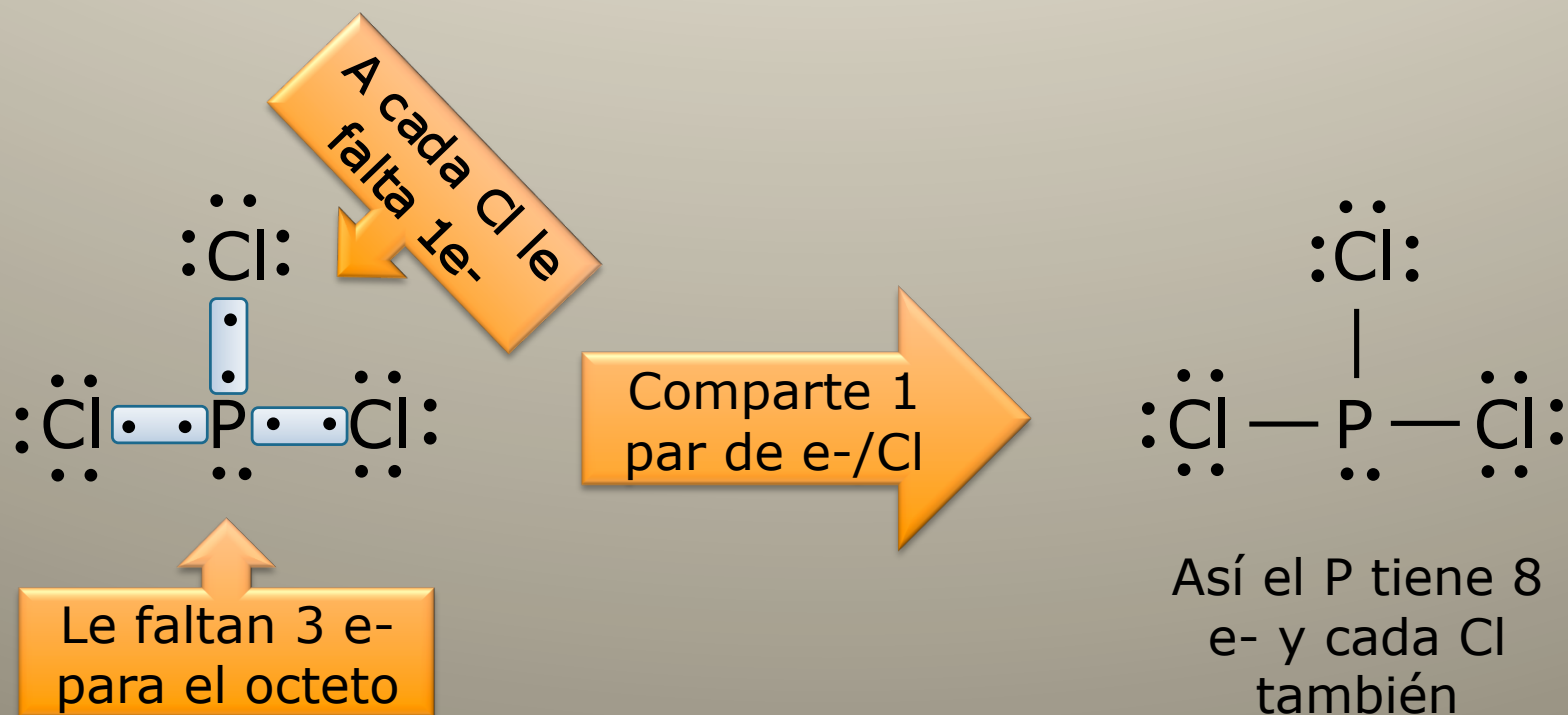 A cada Cl le
falta 1e-
Cl
Cl P Cl
Le faltan 3 e-
para el octeto
Comparte 1
par de e-/Cl
Cl
Cl — P — Cl
Así el P tiene 8
e- y cada Cl
también